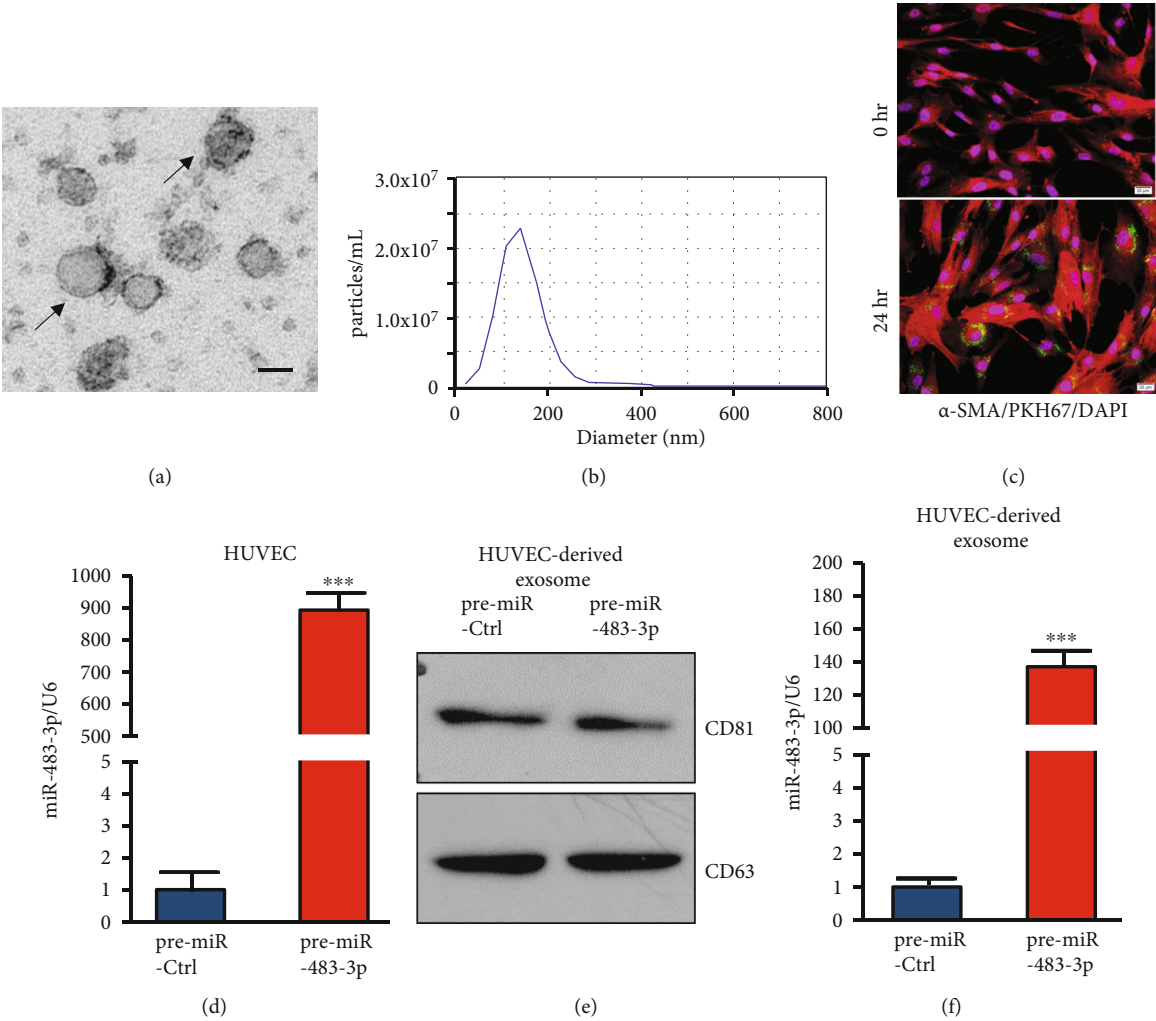 (a)
3.0x10⁷
2.0x10⁷
1.0x10⁷
0
particles/mL
0
200
400
600
800
Diameter (nm)
(b)
0 hr
20 µm
24 hr
20 µm
α-SMA/PKH67/DAPI
(c)
HUVEC
***
1000
900
800
700
600
500
5
4
3
2
1
0
miR-483-3p/U6
pre-miR
-Ctrl
pre-miR
-483-3p
(d)
HUVEC-derived
exosome
pre-miR
-Ctrl
pre-miR
-483-3p
CD81
CD63
(e)
HUVEC-derived
exosome
***
200
180
160
140
120
100
5
4
3
2
1
0
miR-483-3p/U6
pre-miR
-Ctrl
pre-miR
-483-3p
(f)